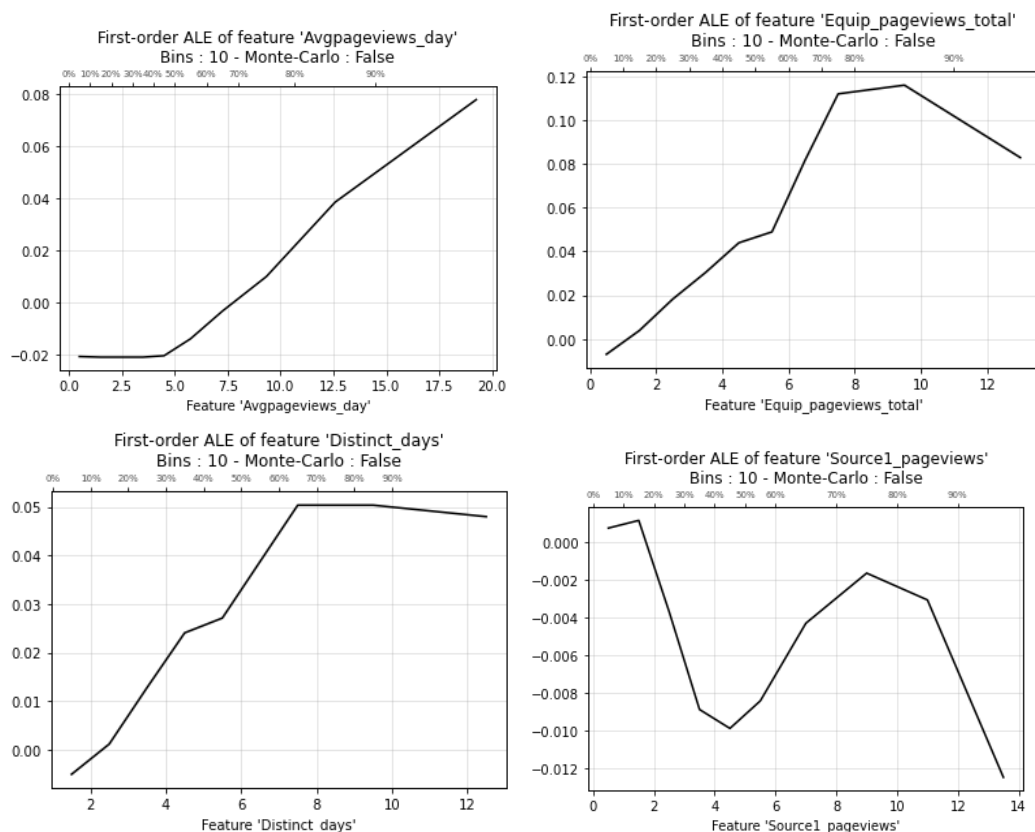 First-order ALE of feature 'Avgpageviews_day'
Bins : 10 - Monte-Carlo : False
0% 10% 20% 30% 40% 50% 60% 70% 80% 90%
0.08
0.06
0.04
0.02
0.00
−0.02
0.0 2.5 5.0 7.5 10.0 12.5 15.0 17.5 20.0
Feature 'Avgpageviews_day'
First-order ALE of feature 'Equip_pageviews_total'
Bins : 10 - Monte-Carlo : False
0% 10% 20% 30% 40% 50% 60% 70% 75% 80% 90%
0.12
0.10
0.08
0.06
0.04
0.02
0.00
0 2 4 6 8 10 12
Feature 'Equip_pageviews_total'
First-order ALE of feature 'Distinct_days'
Bins : 10 - Monte-Carlo : False
0% 10% 20% 30% 40% 50% 60% 70% 80% 90%
0.05
0.04
0.03
0.02
0.01
0.00
2 4 6 8 10 12
Feature 'Distinct_days'
First-order ALE of feature 'Source1_pageviews'
Bins : 10 - Monte-Carlo : False
0% 10% 15% 20% 30% 40% 50% 60% 70% 80% 90%
0.000
−0.002
−0.004
−0.006
−0.008
−0.010
−0.012
0 2 4 6 8 10 12 14
Feature 'Source1_pageviews'